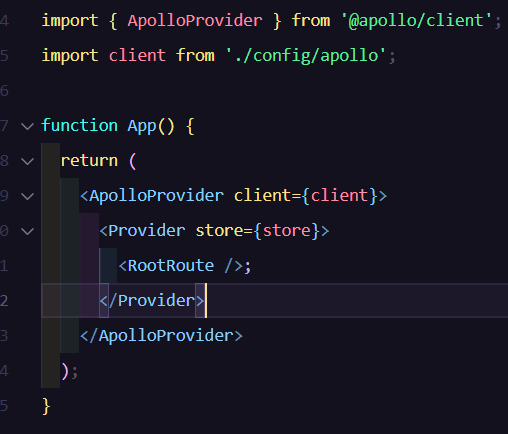 4 import { ApolloProvider } from '@apollo/client';
5 import client from './config/apollo';
6
7 function App() {
8 return (
9 <ApolloProvider client={client}>
0 <Provider store={store}>
1 <RootRoute />;
2 </Provider>
3 </ApolloProvider>
4 );
5 }